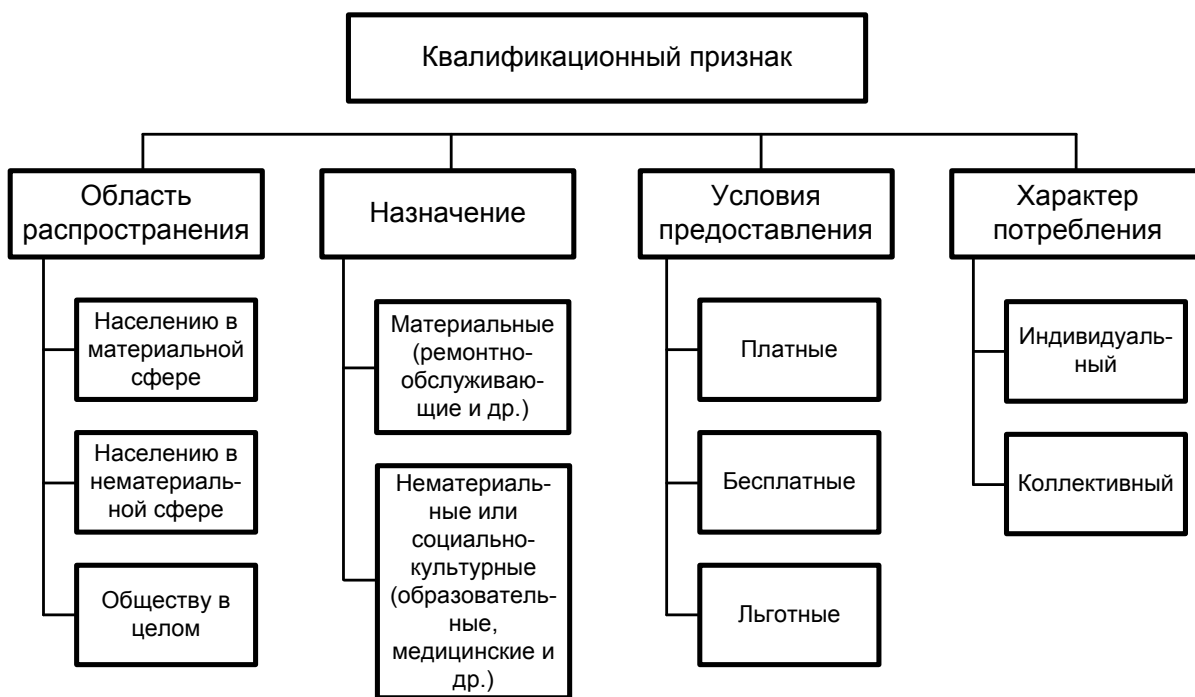 Квалификационный признак
Область
распространения
Назначение
Условия
предоставления
Характер
потребления
Населению в
материальной
сфере
Населению в
нематериаль-
ной сфере
Обществу в
целом
Материальные
(ремонтно-
обслуживаю-
щие и др.)
Нематериаль-
ные или
социально-
культурные
(образователь-
ные,
медицинские и
др.)
Платные
Бесплатные
Льготные
Индивидуаль-
ный
Коллективный